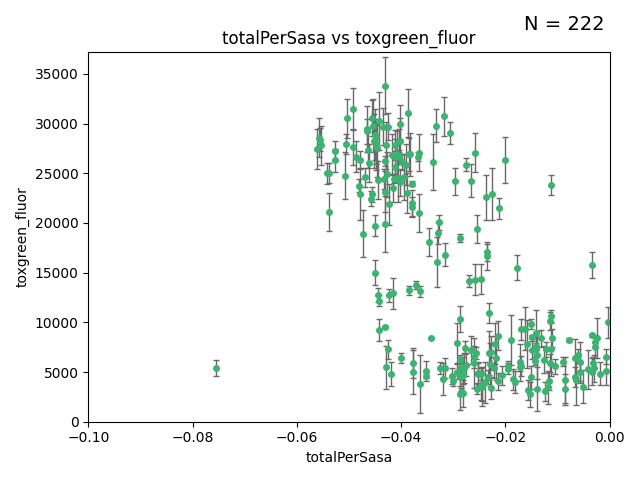 N = 222
totalPerSasa vs toxgreen_fluor
35000
30000
25000
20000
15000
10000
5000
0
toxgreen_fluor
−0.10 −0.08 −0.06 −0.04 −0.02 0.00
totalPerSasa